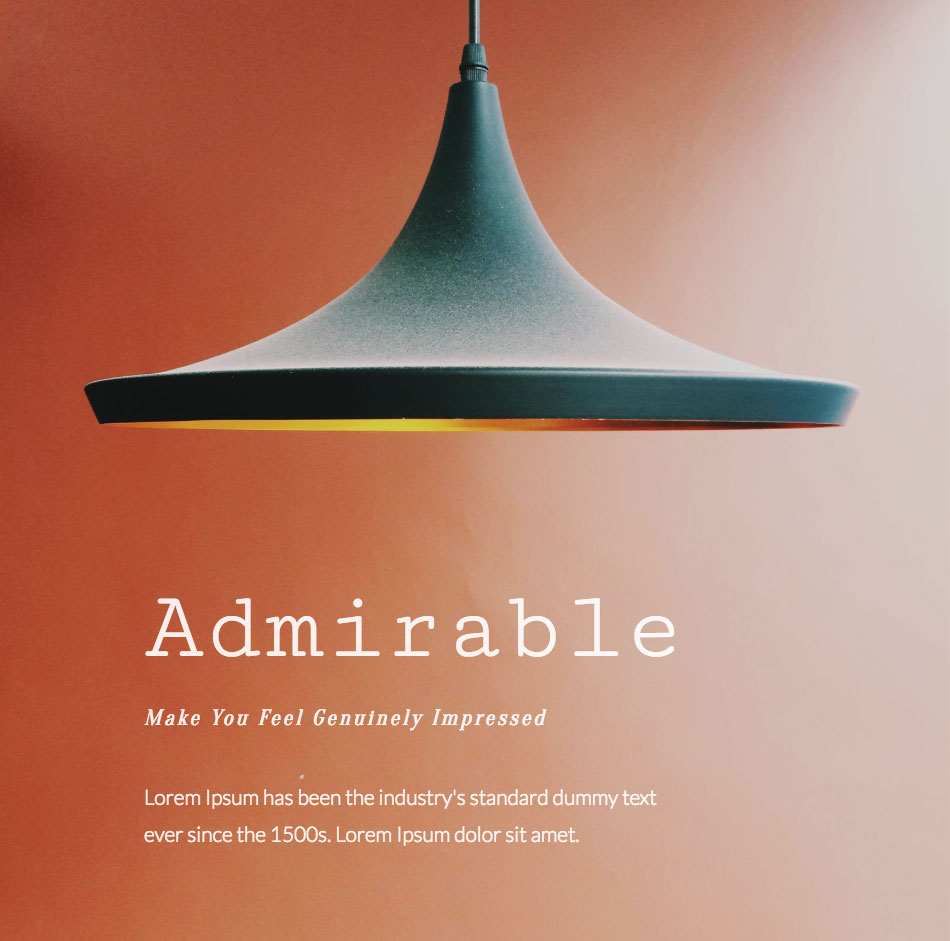 Admirable
Make You Feel Genuinely Impressed
Lorem Ipsum has been the industry's standard dummy text
ever since the 1500s. Lorem Ipsum dolor sit amet.